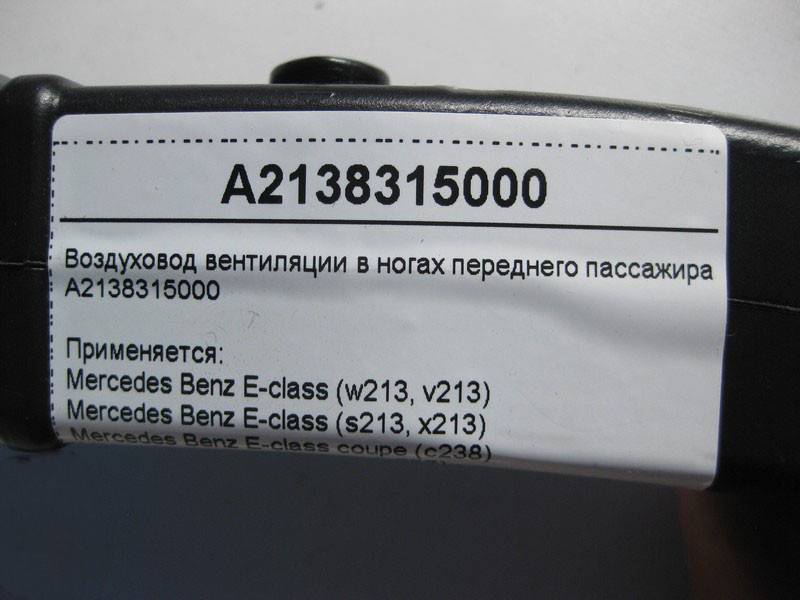 A2138315000
Воздуховод вентиляции в ногах переднего пассажира
A2138315000
Применяется:
Mercedes Benz E-class (w213, v213)
Mercedes Benz E-class (s213, x213)
Mercedes Benz E-class coupe (c238)